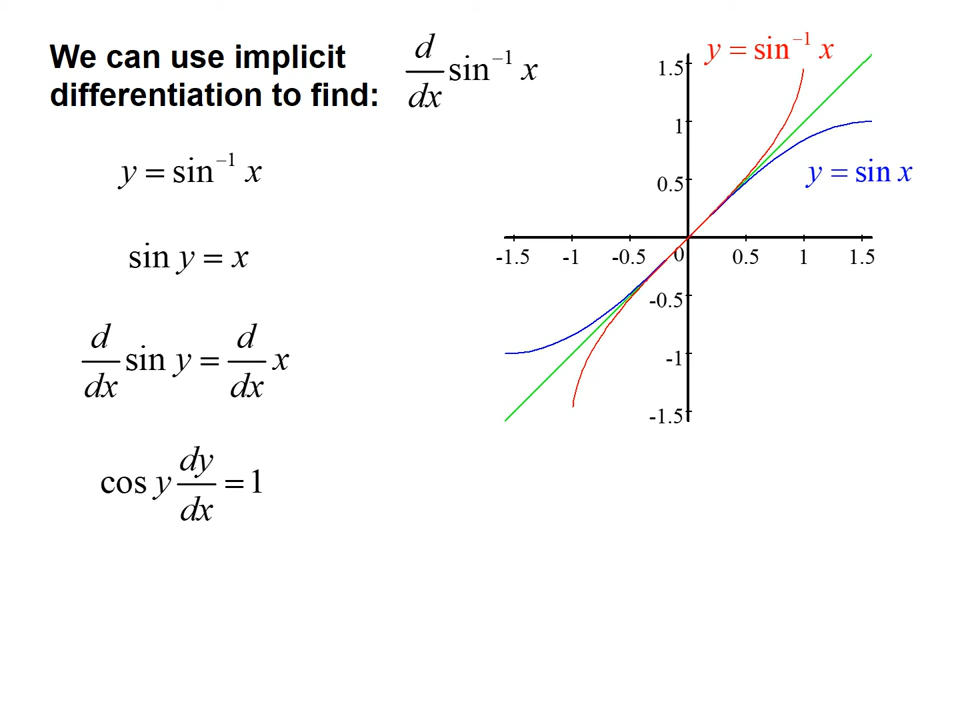 We can use implicit
differentiation to find:
d/dx sin⁻¹ x
y = sin⁻¹ x
sin y = x
d/dx sin y = d/dx x
cos y dy/dx = 1
y = sin⁻¹ x
y = sin x
1.5
1
0.5
-1.5 -1 -0.5 0 0.5 1 1.5
-0.5
-1
-1.5